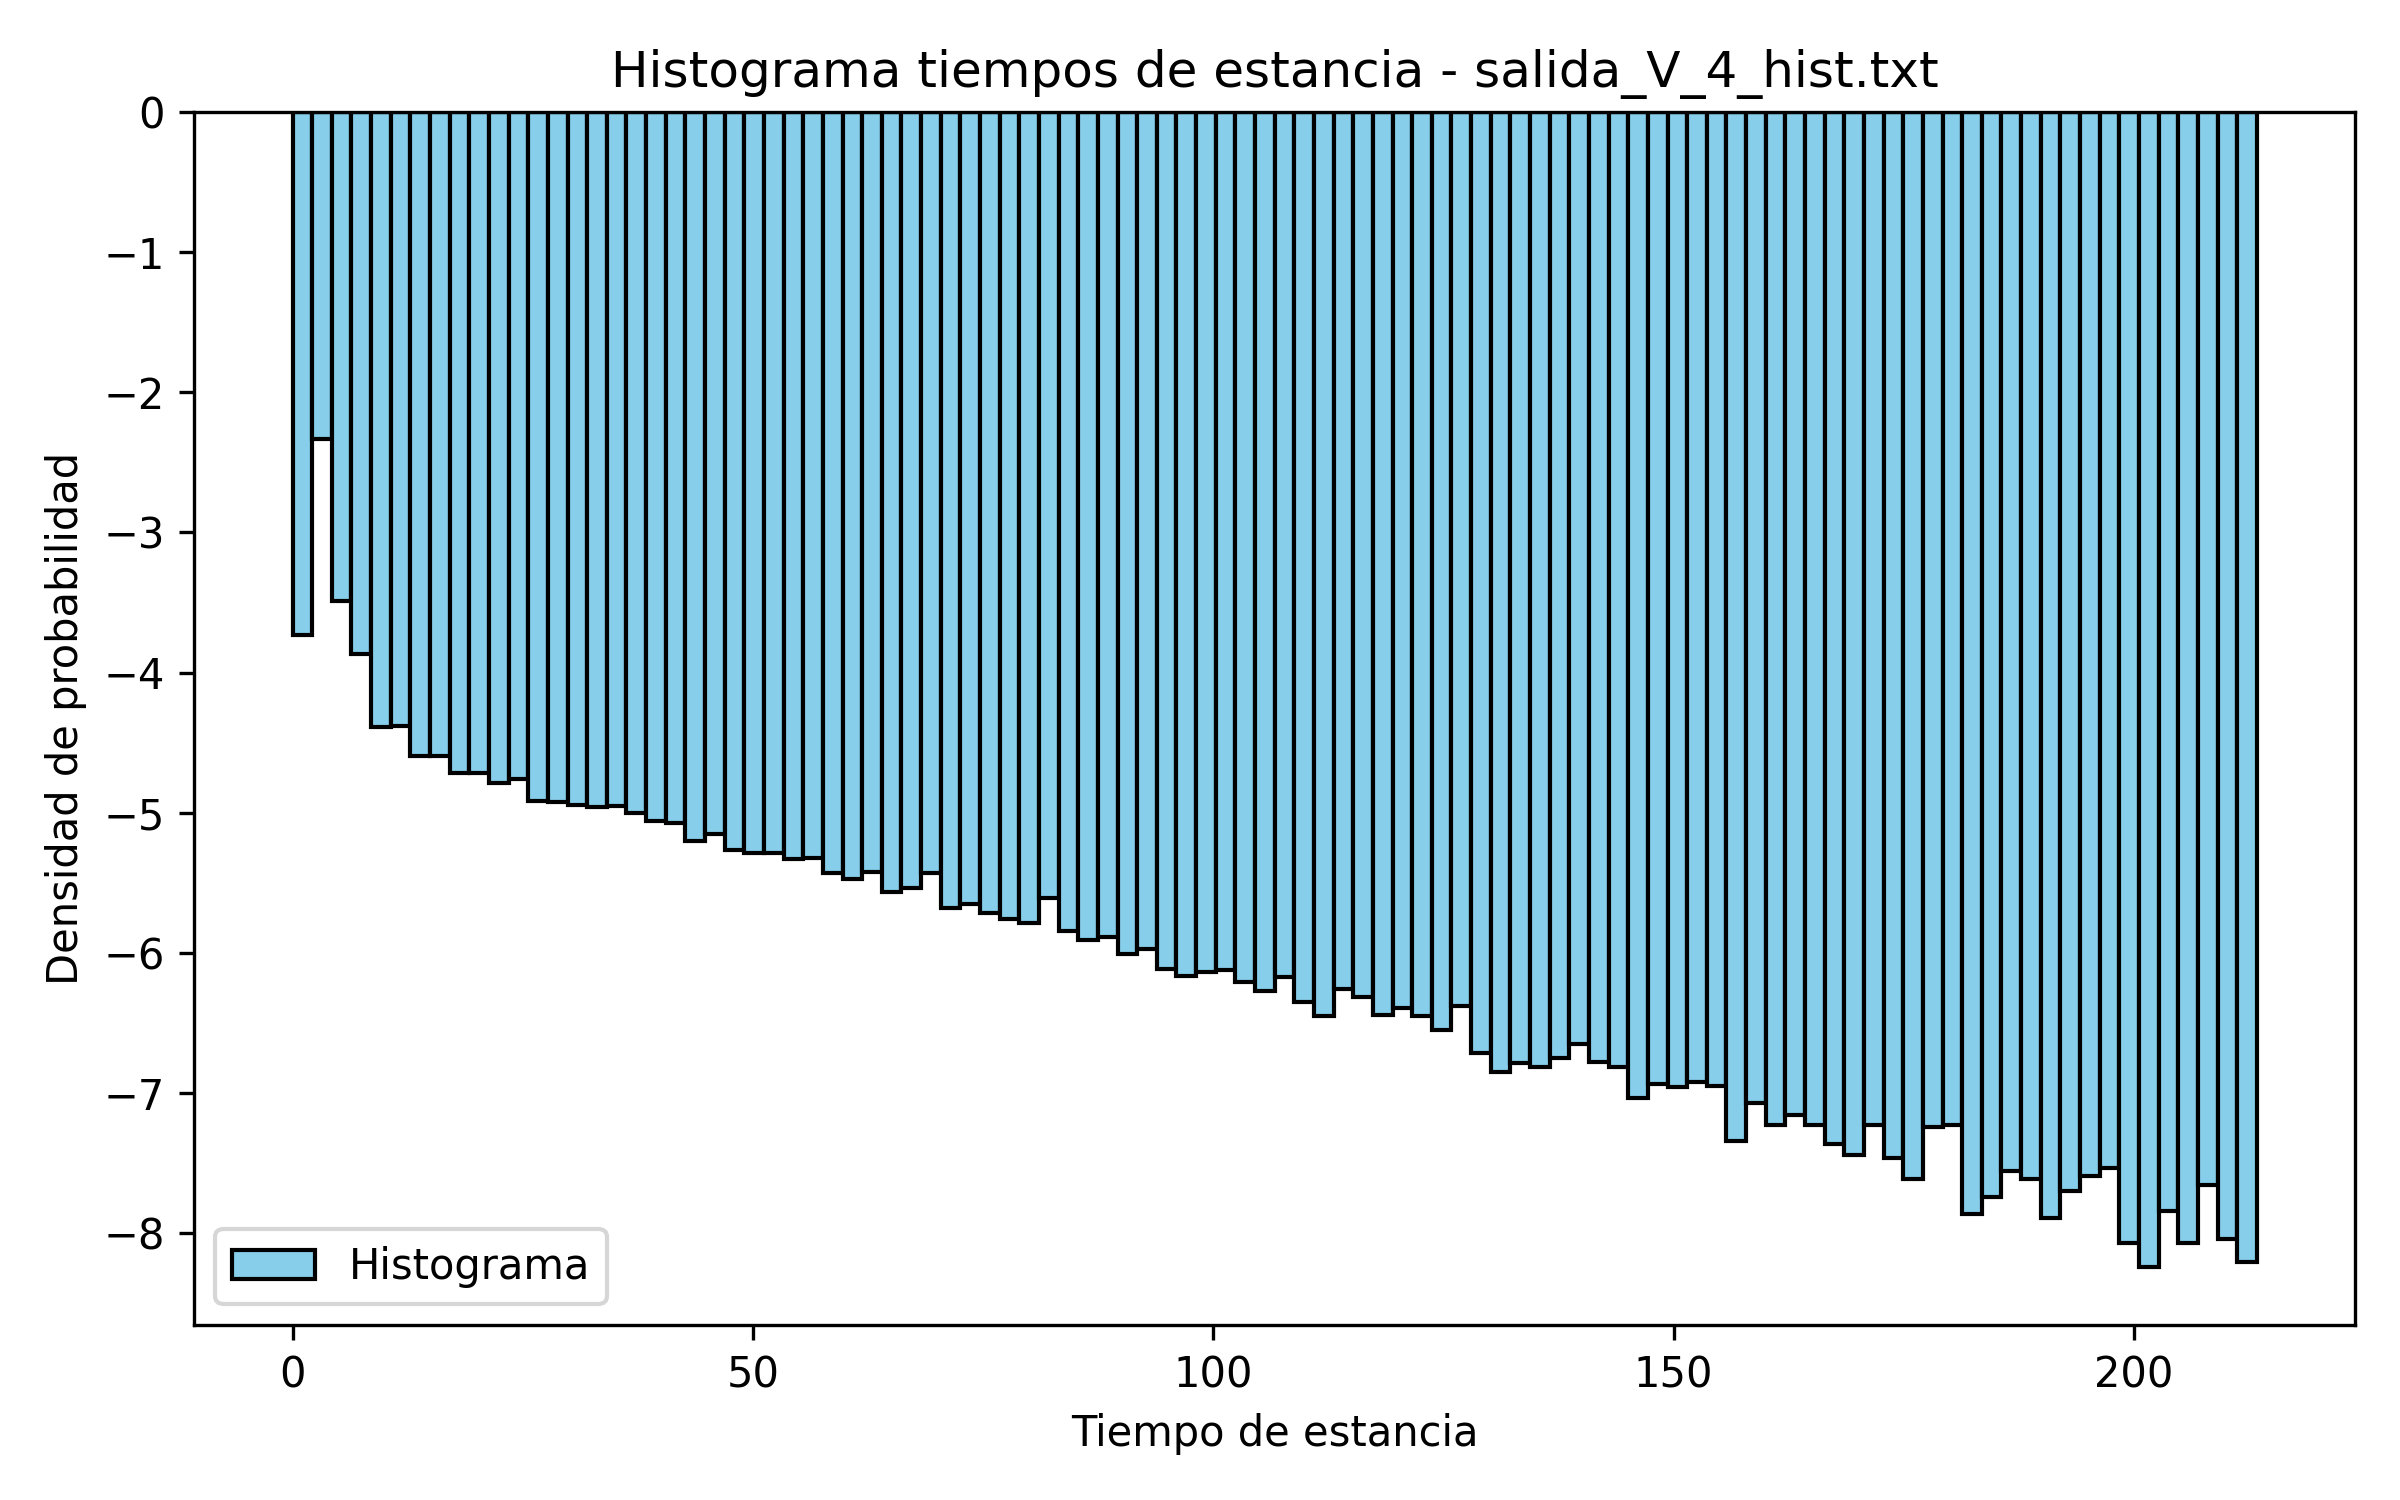 Histograma tiempos de estancia - salida_V_4_hist.txt
0
−1
−2
−3
−4
−5
−6
−7
−8
Densidad de probabilidad
Histograma
0 50 100 150 200
Tiempo de estancia